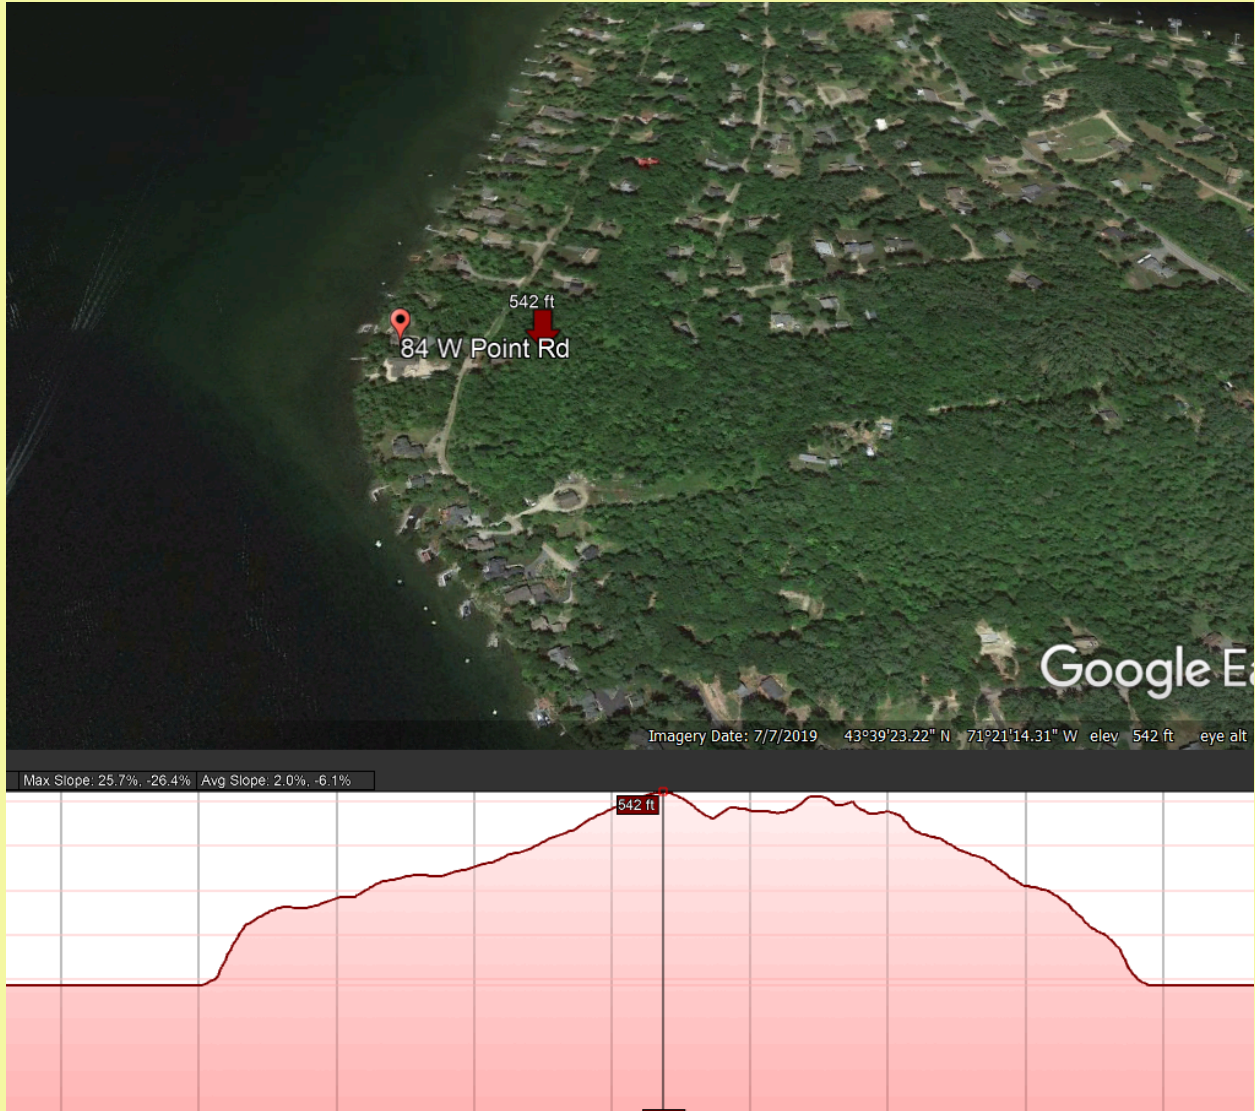 542 ft
84 W Point Rd
Google Ea
Imagery Date: 7/7/2019 43°39'23.22" N 71°21'14.31" W elev 542 ft eye alt
Max Slope: 25.7%, -26.4% Avg Slope: 2.0%, -6.1%
542 ft